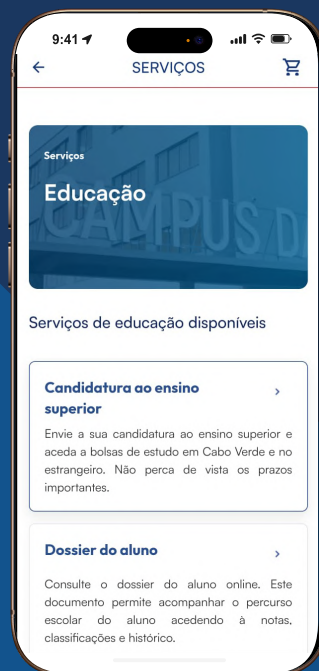 9:41
SERVIÇOS
Serviços
Educação
CAMPUS DA
Serviços de educação disponíveis
Candidatura ao ensino
superior
Envie a sua candidatura ao ensino superior e
aceda a bolsas de estudo em Cabo Verde e no
estrangeiro. Não perca de vista os prazos
importantes.
Dossier do aluno
Consulte o dossier do aluno online. Este
documento permite acompanhar o percurso
escolar do aluno acedendo à notas,
classificações e histórico.